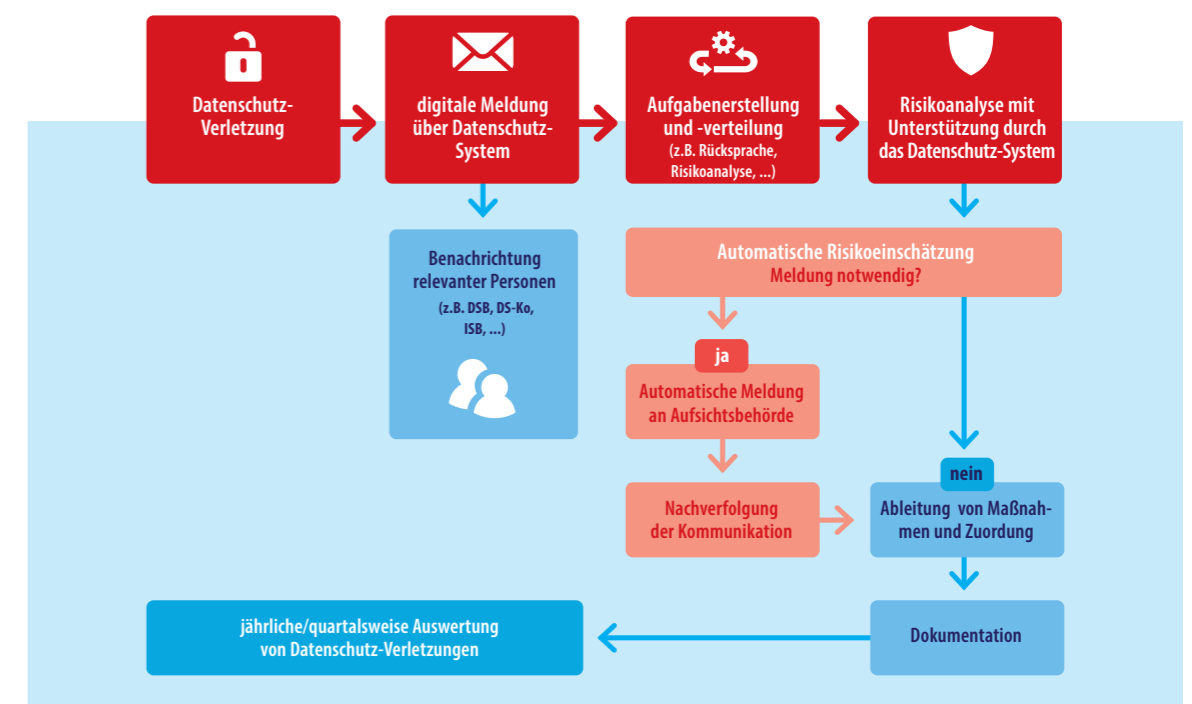 Datenschutz-
Verletzung
digitale Meldung
über Datenschutz-
System
Aufgabenerstellung
und -verteilung
(z.B. Rücksprache,
Risikoanalyse, ...)
Risikoanalyse mit
Unterstützung durch
das Datenschutz-System
Benachrichtung
relevanter Personen
(z.B. DSB, DS-Ko,
ISB, ...)
Automatische Risikoeinschätzung
Meldung notwendig?
ja
Automatische Meldung
an Aufsichtsbehörde
Nachverfolgung
der Kommunikation
nein
Ableitung von Maßnah-
men und Zuordung
Dokumentation
jährliche/quartalsweise Auswertung
von Datenschutz-Verletzungen